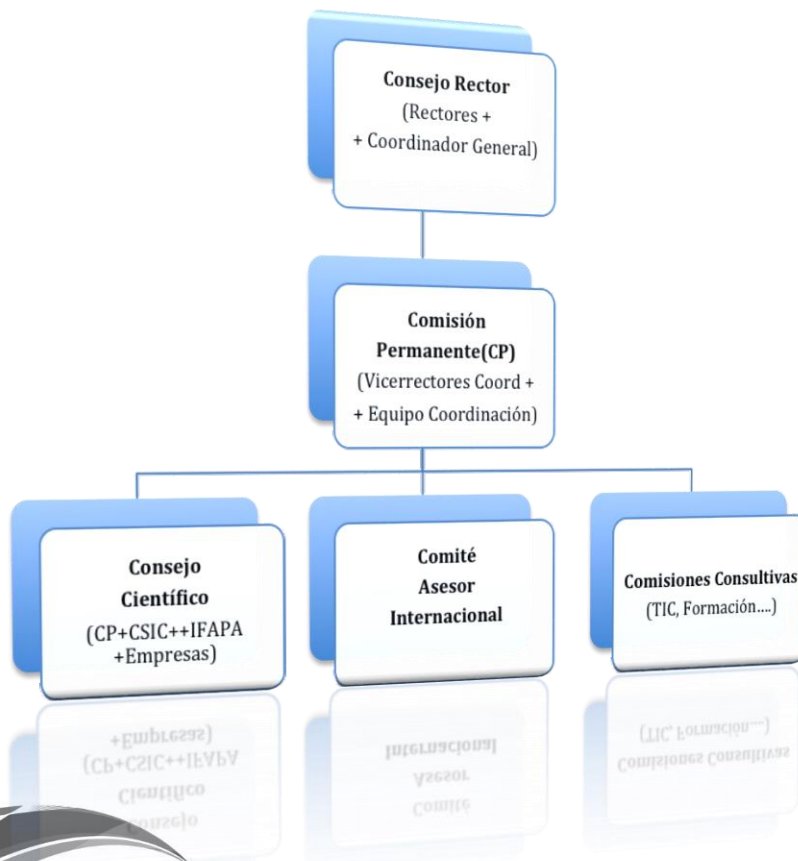 Consejo Rector
(Rectores +
+ Coordinador General)
Comisión
Permanente(CP)
(Vicerrectores Coord +
+ Equipo Coordinación)
Consejo
Científico
(CP+CSIC++IFAPA
+Empresas)
Comité
Asesor
Internacional
Comisiones Consultivas
(TIC, Formación....)